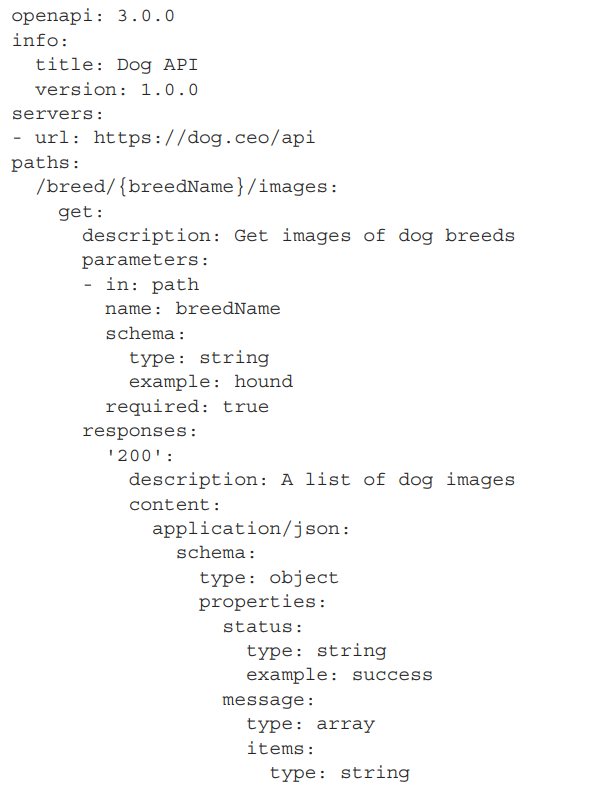 openapi: 3.0.0
info:
  title: Dog API
  version: 1.0.0
servers:
- url: https://dog.ceo/api
paths:
  /breed/{breedName}/images:
    get:
      description: Get images of dog breeds
      parameters:
      - in: path
        name: breedName
        schema:
          type: string
          example: hound
        required: true
      responses:
        '200':
          description: A list of dog images
          content:
            application/json:
              schema:
                type: object
                properties:
                  status:
                    type: string
                    example: success
                  message:
                    type: array
                    items:
                      type: string